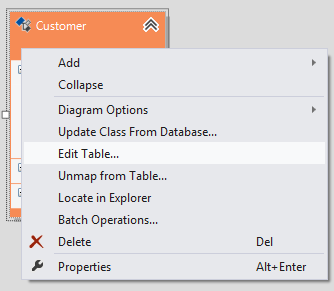 Customer
Add
Collapse
Diagram Options
Update Class From Database...
Edit Table...
Unmap from Table...
Locate in Explorer
Batch Operations...
Delete Del
Properties Alt+Enter